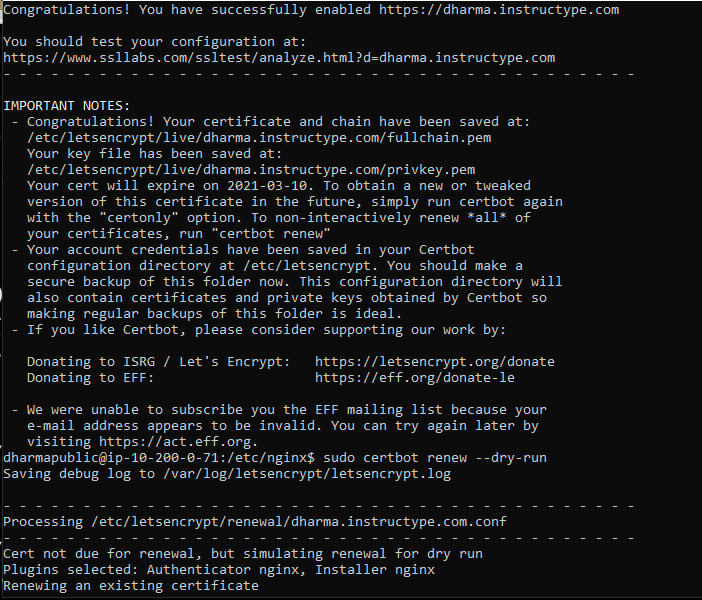 Congratulations! You have successfully enabled https://dharma.instructype.com
You should test your configuration at:
https://www.ssllabs.com/ssltest/analyze.html?d=dharma.instructype.com
- - - - - - - - - - - - - - - - - - - - - - - - - - - - - - - - - - - - - - - -
IMPORTANT NOTES:
- Congratulations! Your certificate and chain have been saved at:
/etc/letsencrypt/live/dharma.instructype.com/fullchain.pem
Your key file has been saved at:
/etc/letsencrypt/live/dharma.instructype.com/privkey.pem
Your cert will expire on 2021-03-10. To obtain a new or tweaked
version of this certificate in the future, simply run certbot again
with the "certonly" option. To non-interactively renew *all* of
your certificates, run "certbot renew"
- Your account credentials have been saved in your Certbot
configuration directory at /etc/letsencrypt. You should make a
secure backup of this folder now. This configuration directory will
also contain certificates and private keys obtained by Certbot so
making regular backups of this folder is ideal.
- If you like Certbot, please consider supporting our work by:
Donating to ISRG / Let's Encrypt:   https://letsencrypt.org/donate
Donating to EFF:                    https://eff.org/donate-le
- We were unable to subscribe you the EFF mailing list because your
e-mail address appears to be invalid. You can try again later by
visiting https://act.eff.org.
dharmapublic@ip-10-200-0-71:/etc/nginx$ sudo certbot renew --dry-run
Saving debug log to /var/log/letsencrypt/letsencrypt.log
- - - - - - - - - - - - - - - - - - - - - - - - - - - - - - - - - - - - - - - -
Processing /etc/letsencrypt/renewal/dharma.instructype.com.conf
- - - - - - - - - - - - - - - - - - - - - - - - - - - - - - - - - - - - - - - -
Cert not due for renewal, but simulating renewal for dry run
Plugins selected: Authenticator nginx, Installer nginx
Renewing an existing certificate